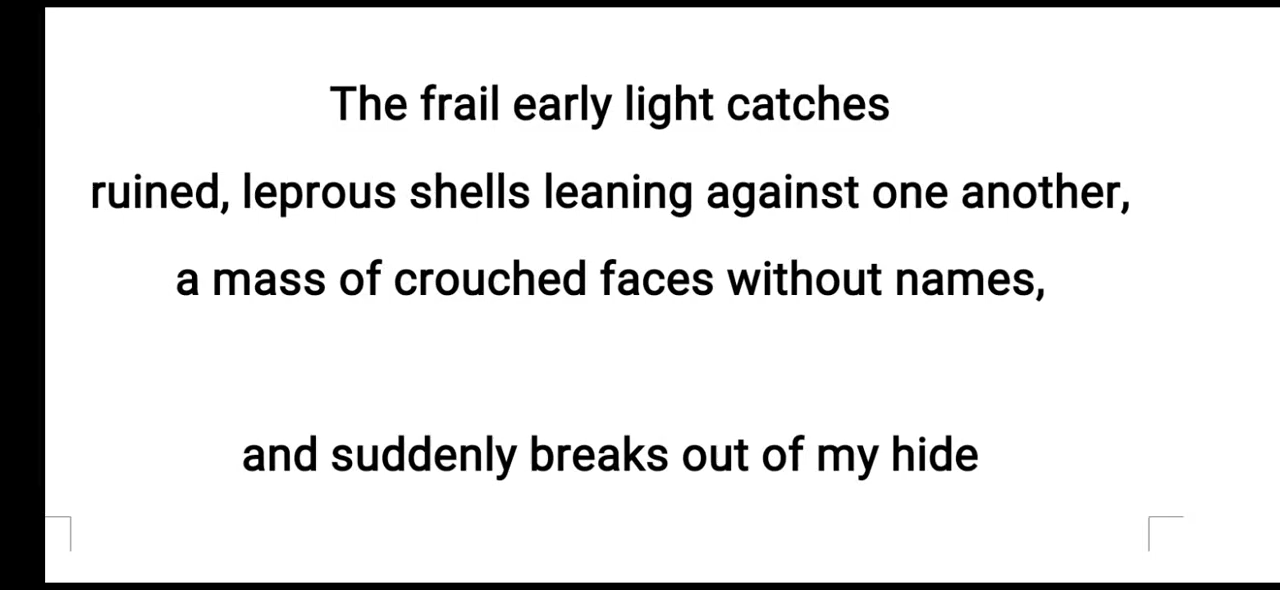 The frail early light catches
ruined, leprous shells leaning against one another,
a mass of crouched faces without names,
and suddenly breaks out of my hide